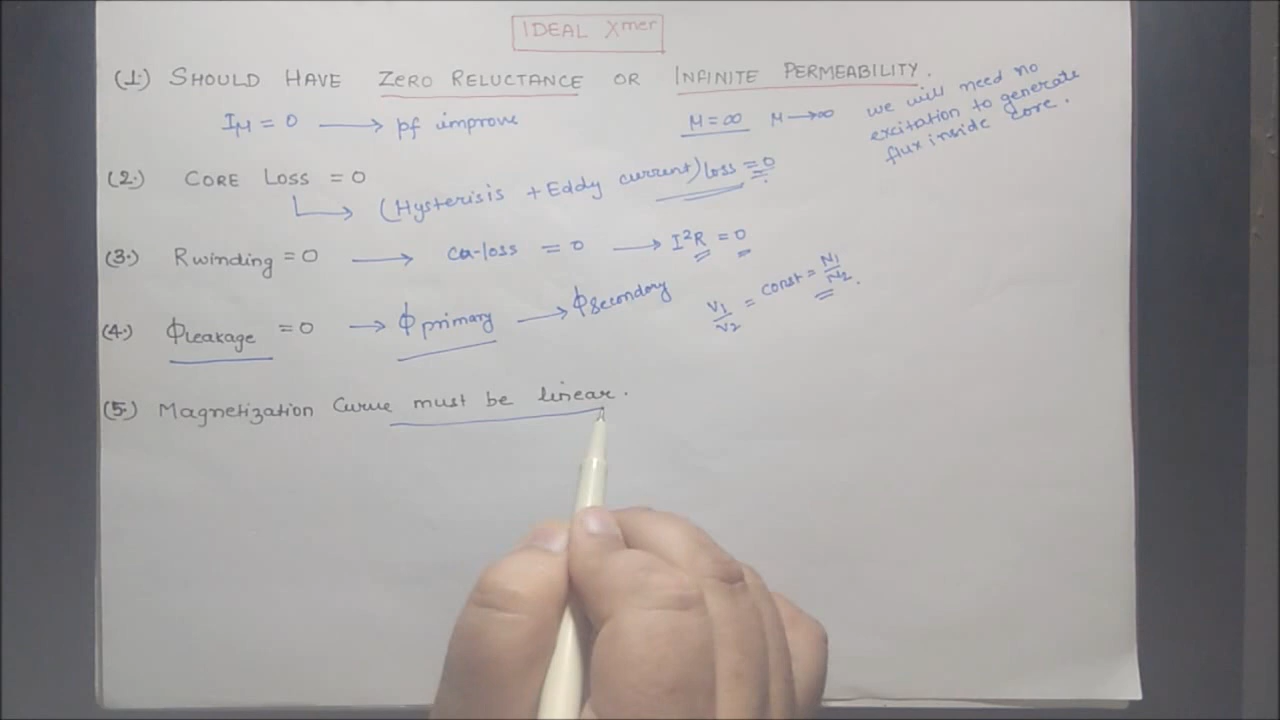 IDEAL Xmer
(1.) SHOULD HAVE ZERO RELUCTANCE OR INFINITE PERMEABILITY.
IM = 0 → pf improve
M = ∞ M → ∞
we will need no
excitation to generate
flux inside core.
(2.) CORE LOSS = 0
↳ (Hysterisis + Eddy current) loss = 0
(3.) Rwinding = 0 → cu-loss = 0 → I²R = 0
(4.) Φleakage = 0 → Φprimary → Φsecondory
V1/V2 = const = N1/N2.
(5.) Magnetization Curve must be linear.